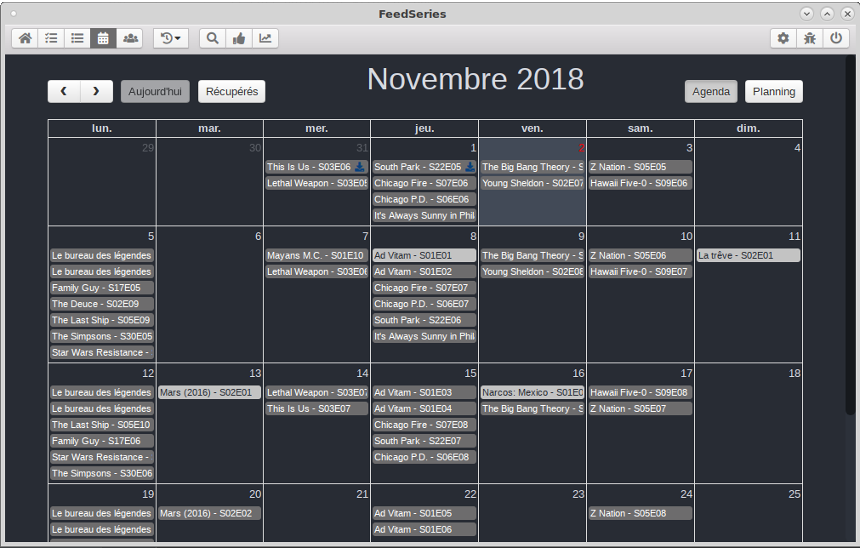 FeedSeries
Aujourd'hui
Récupérés
Novembre 2018
Agenda
Planning
lun. mar. mer. jeu. ven. sam. dim.
29 30 31 1 2 3 4
This Is Us - S03E06
Lethal Weapon - S03E05
South Park - S22E05
Chicago Fire - S07E06
Chicago P.D. - S06E06
It's Always Sunny in Phil
The Big Bang Theory - S
Young Sheldon - S02E07
Z Nation - S05E05
Hawaii Five-0 - S09E06
5 6 7 8 9 10 11
Le bureau des légendes
Le bureau des légendes
Family Guy - S17E05
The Deuce - S02E09
The Last Ship - S05E09
The Simpsons - S30E05
Star Wars Resistance -
Mayans M.C. - S01E10
Lethal Weapon - S03E06
Ad Vitam - S01E01
Ad Vitam - S01E02
Chicago Fire - S07E07
Chicago P.D. - S06E07
South Park - S22E06
It's Always Sunny in Phil
The Big Bang Theory - S
Young Sheldon - S02E08
Z Nation - S05E06
Hawaii Five-0 - S09E07
La trêve - S02E01
12 13 14 15 16 17 18
Le bureau des légendes
Le bureau des légendes
The Last Ship - S05E10
Family Guy - S17E06
Star Wars Resistance -
The Simpsons - S30E06
Mars (2016) - S02E01
Lethal Weapon - S03E07
This Is Us - S03E07
Ad Vitam - S01E03
Ad Vitam - S01E04
Chicago Fire - S07E08
South Park - S22E07
Chicago P.D. - S06E08
Narcos: Mexico - S01E0
The Big Bang Theory - S
Hawaii Five-0 - S09E08
Z Nation - S05E07
19 20 21 22 23 24 25
Le bureau des légendes
Le bureau des légendes
Mars (2016) - S02E02
Ad Vitam - S01E05
Ad Vitam - S01E06
Z Nation - S05E08